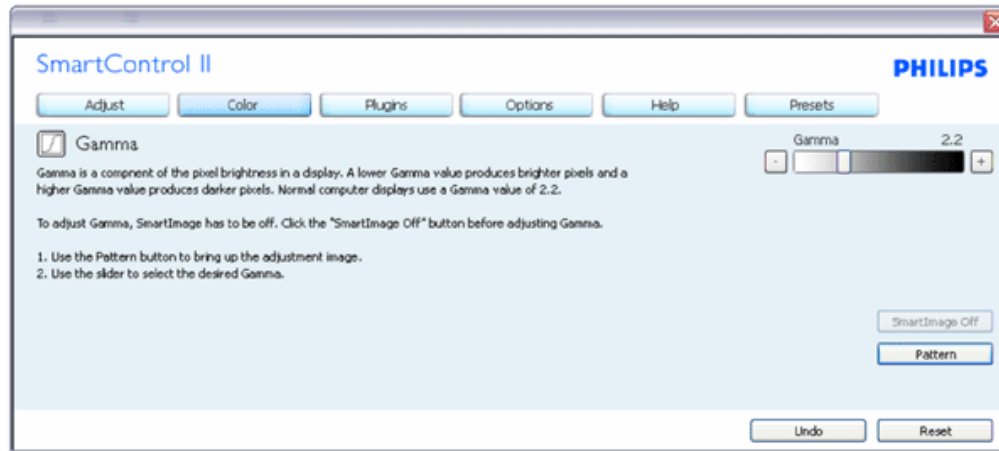 SmartControl II
PHILIPS
Adjust
Color
Plugins
Options
Help
Presets
Gamma
Gamma is a compnent of the pixel brightness in a display. A lower Gamma value produces brighter pixels and a
higher Gamma value produces darker pixels. Normal computer displays use a Gamma value of 2.2.
To adjust Gamma, SmartImage has to be off. Click the "SmartImage Off" button before adjusting Gamma.
1. Use the Pattern button to bring up the adjustment image.
2. Use the slider to select the desired Gamma.
Gamma 2.2
- +
SmartImage Off
Pattern
Undo
Reset